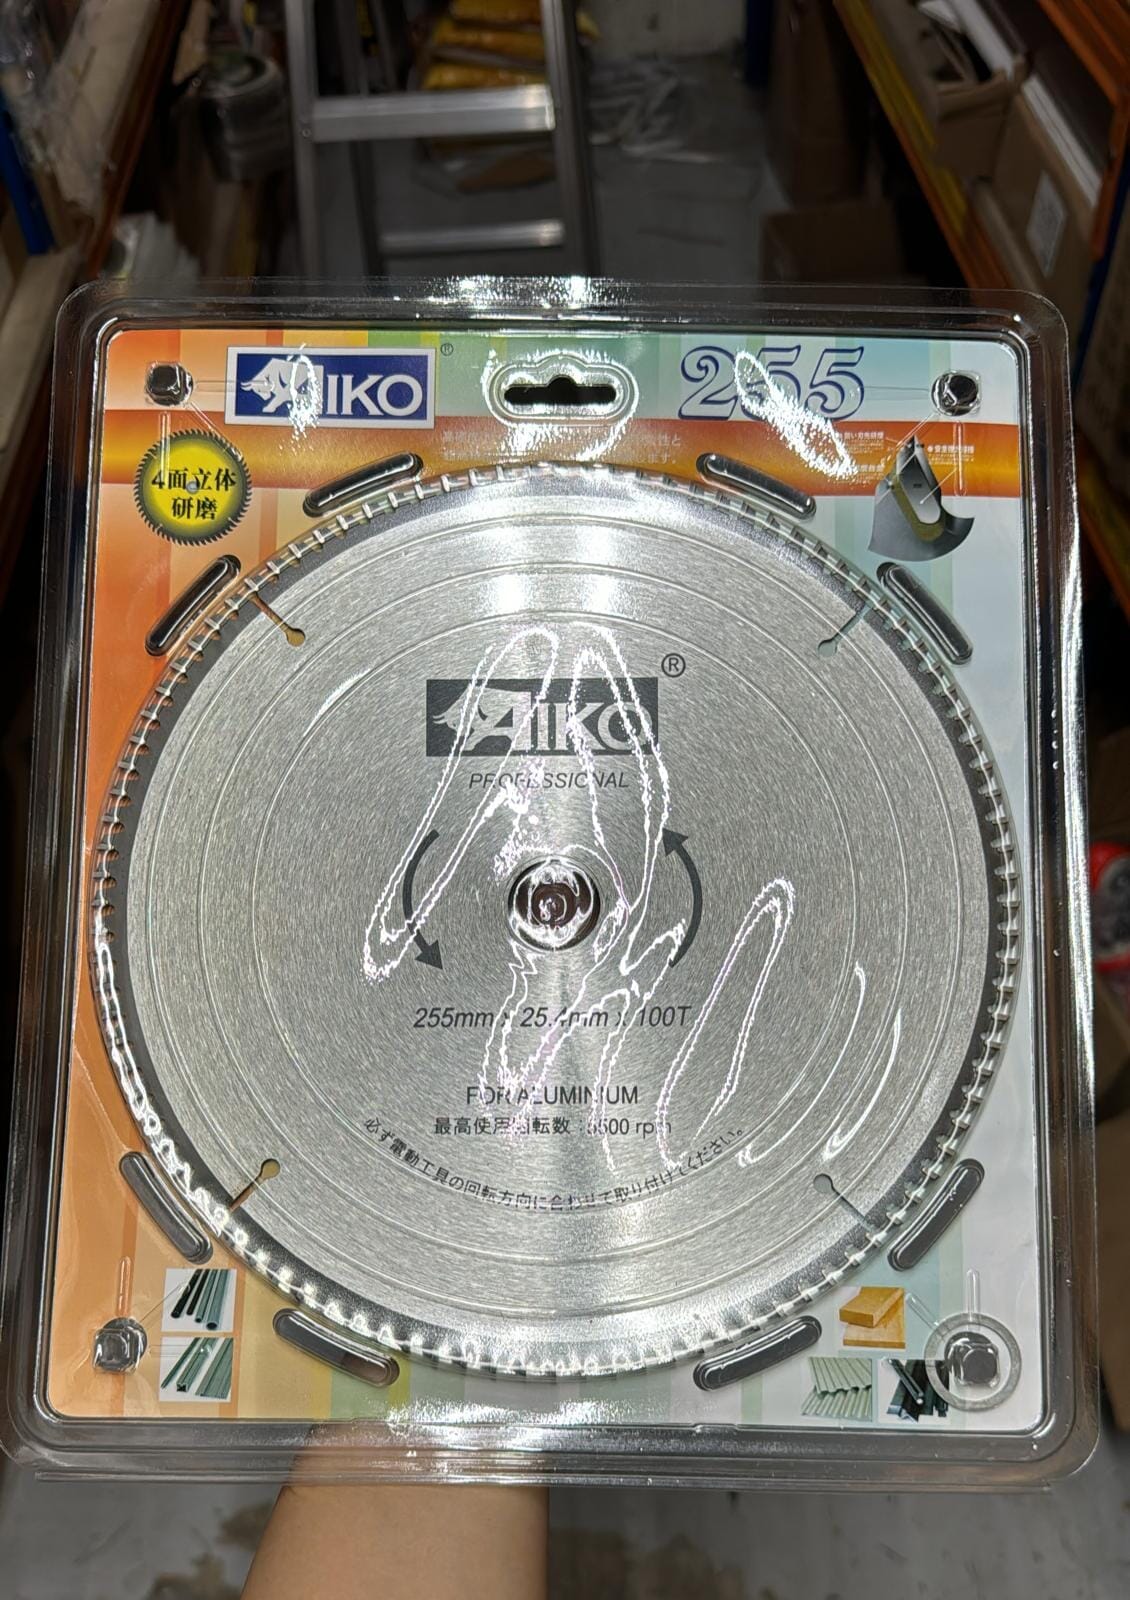 AIKO ®
255
4面立体
研磨
®
AIKO
PROFESSIONAL
255mm x 25.4mm x 100T
FOR ALUMINIUM
最高使用回転数 : 5500 rpm
必ず電動工具の回転方向に合わせて取り付けてください。